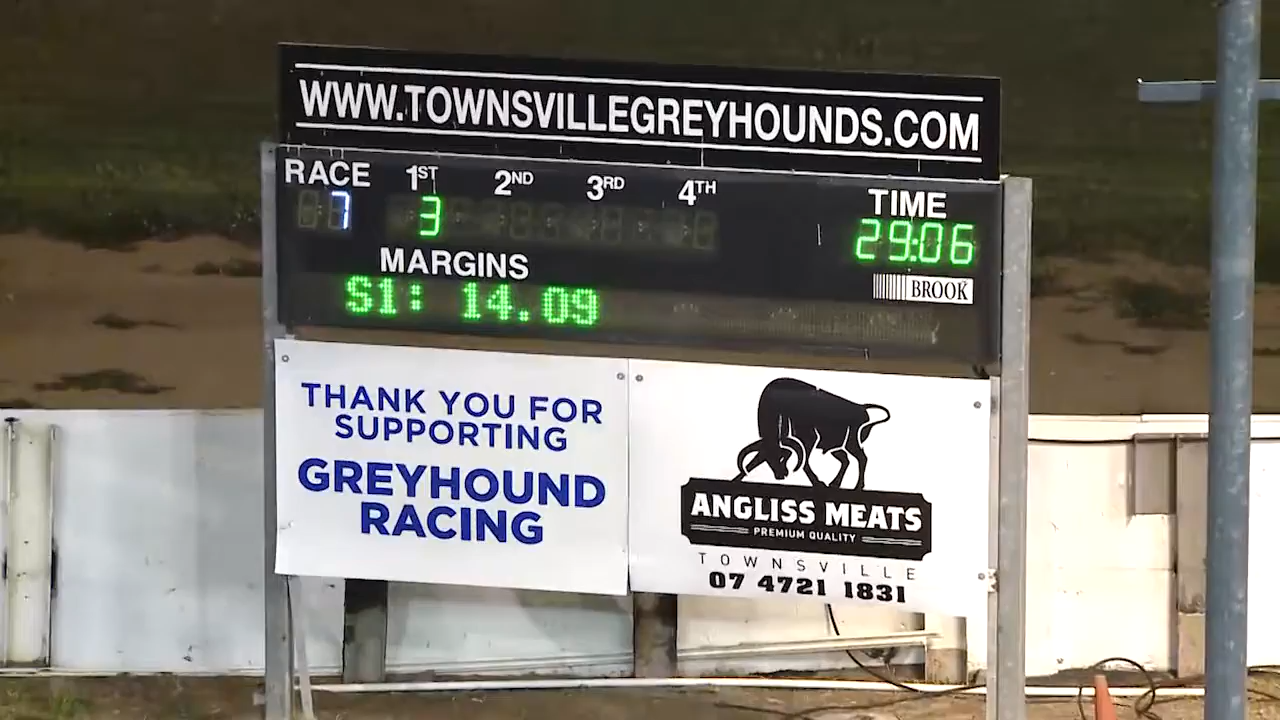 WWW.TOWNSVILLEGREYHOUNDS.COM
RACE 1ST 2ND 3RD 4TH TIME
7 3 29:06
MARGINS
BROOK
S1: 14.09
THANK YOU FOR
SUPPORTING
GREYHOUND
RACING
ANGLISS MEATS
PREMIUM QUALITY
TOWNSVILLE
07 4721 1831